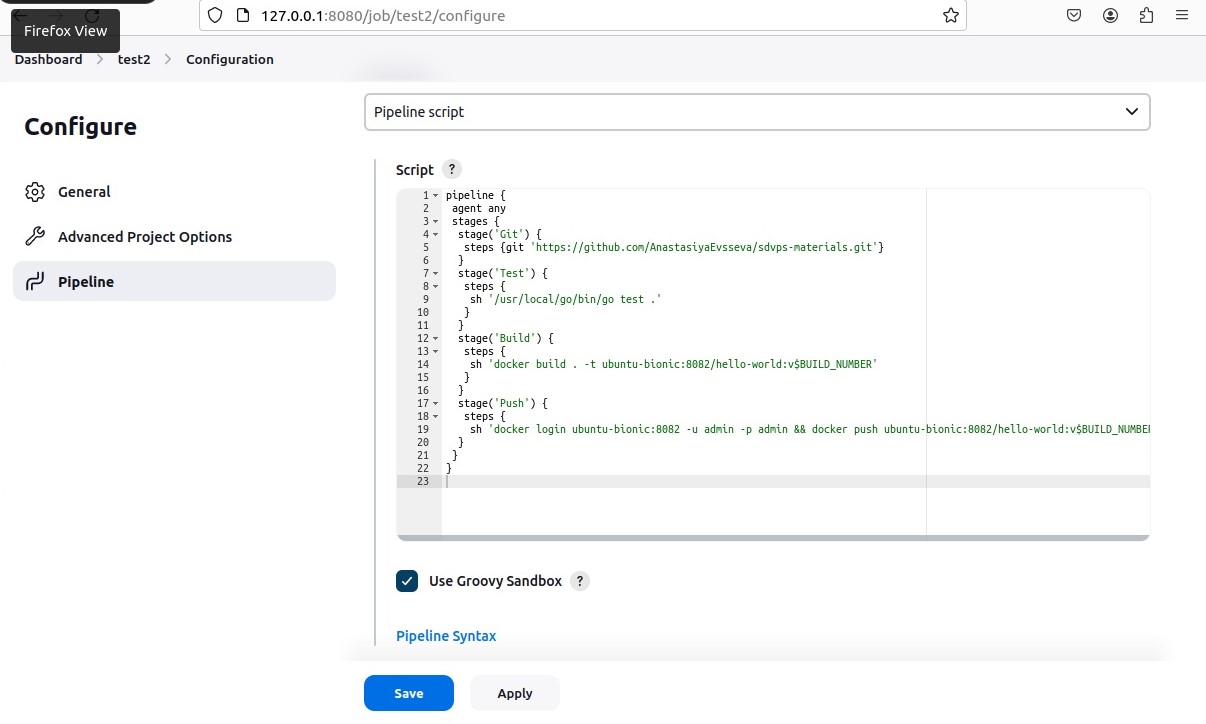 127.0.0.1:8080/job/test2/configure
Firefox View
Dashboard > test2 > Configuration
Configure
General
Advanced Project Options
Pipeline
Pipeline script
Script ?
1 pipeline {
2 agent any
3 stages {
4 stage('Git') {
5 steps {git 'https://github.com/AnastasiyaEvsseva/sdvps-materials.git'}
6 }
7 stage('Test') {
8 steps {
9 sh '/usr/local/go/bin/go test .'
10 }
11 }
12 stage('Build') {
13 steps {
14 sh 'docker build . -t ubuntu-bionic:8082/hello-world:v$BUILD_NUMBER'
15 }
16 }
17 stage('Push') {
18 steps {
19 sh 'docker login ubuntu-bionic:8082 -u admin -p admin && docker push ubuntu-bionic:8082/hello-world:v$BUILD_NUMBE
20 }
21 }
22 }
23
Use Groovy Sandbox ?
Pipeline Syntax
Save
Apply